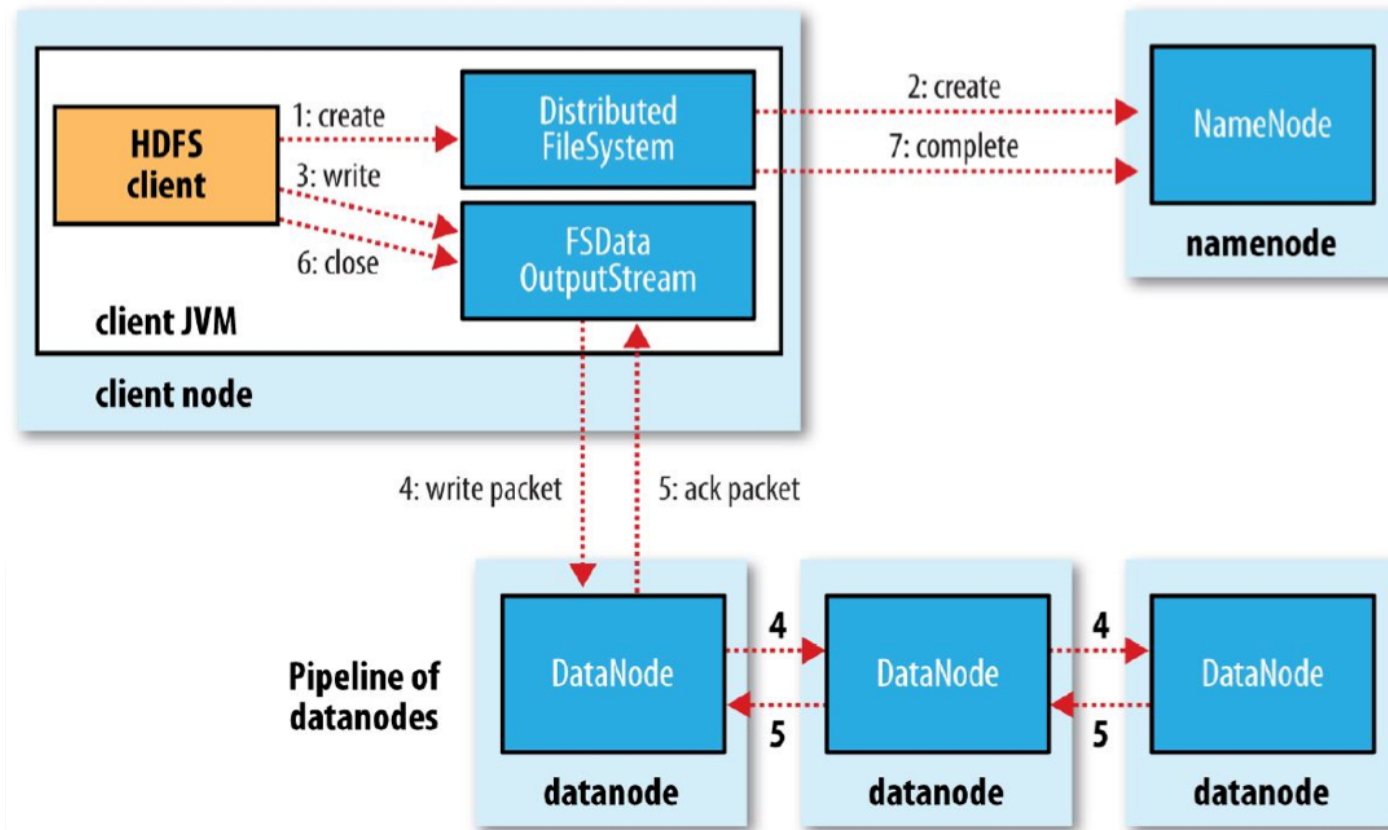 1: create
2: create
Distributed
FileSystem
NameNode
HDFS
client
7: complete
3: write
namenode
FSData
OutputStream
6: close
client JVM
client node
4: write packet
5: ack packet
4
4
DataNode
DataNode
DataNode
Pipeline of
datanodes
5
5
datanode
datanode
datanode